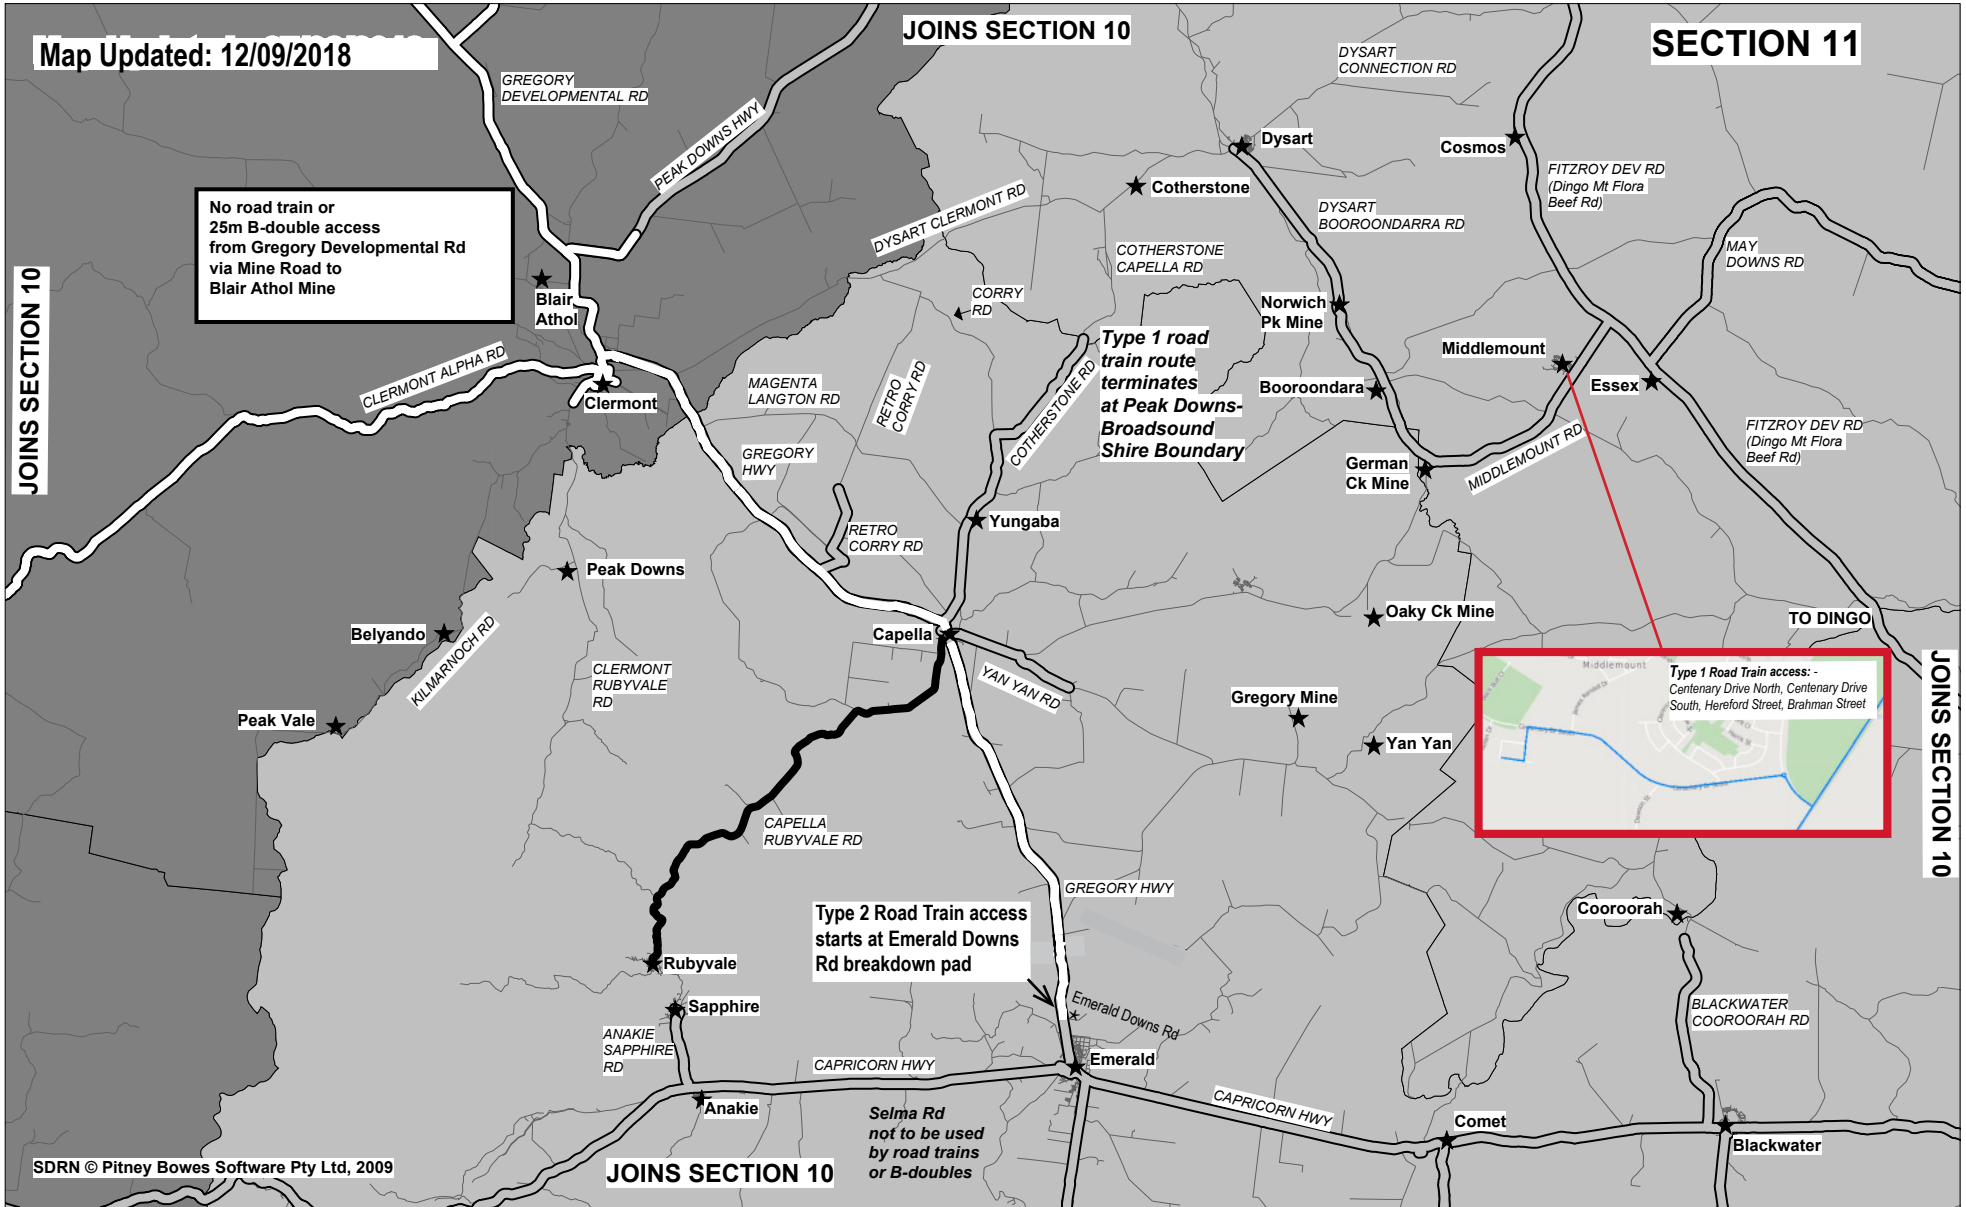 JOINS SECTION 10
SECTION 11
Map Updated: 12/09/2018
GREGORY
DEVELOPMENTAL RD
PEAK DOWNS HWY
DYSART
CONNECTION RD
Dysart
Cosmos
Cotherstone
FITZROY DEV RD
(Dingo Mt Flora
Beef Rd)
No road train or
25m B-double access
from Gregory Developmental Rd
via Mine Road to
Blair Athol Mine
DYSART CLERMONT RD
DYSART
BOOROONDARRA RD
MAY
DOWNS RD
COTHERSTONE
CAPELLA RD
JOINS SECTION 10
Blair
Athol
CORRY
RD
Norwich
Pk Mine
Type 1 road
train route
terminates
at Peak Downs-
Broadsound
Shire Boundary
Middlemount
CLERMONT ALPHA RD
Clermont
MAGENTA
LANGTON RD
RETRO
CORRY RD
COTHERSTONE RD
Booroondara
Essex
GREGORY
HWY
FITZROY DEV RD
(Dingo Mt Flora
Beef Rd)
German
Ck Mine
MIDDLEMOUNT RD
Yungaba
RETRO
CORRY RD
Peak Downs
Belyando
KILMARNOCH RD
Capella
Oaky Ck Mine
TO DINGO
CLERMONT
RUBYVALE
RD
YAN YAN RD
Peak Vale
Gregory Mine
Yan Yan
Middlemount
Type 1 Road Train access: -
Centenary Drive North, Centenary Drive
South, Hereford Street, Brahman Street
JOINS SECTION 10
CAPELLA
RUBYVALE RD
GREGORY HWY
Type 2 Road Train access
starts at Emerald Downs
Rd breakdown pad
Cooroorah
Rubyvale
Sapphire
Emerald Downs Rd
BLACKWATER
COOROORAH RD
ANAKIE
SAPPHIRE
RD
CAPRICORN HWY
Emerald
Anakie
CAPRICORN HWY
Selma Rd
not to be used
by road trains
or B-doubles
Comet
Blackwater
SDRN © Pitney Bowes Software Pty Ltd, 2009
JOINS SECTION 10